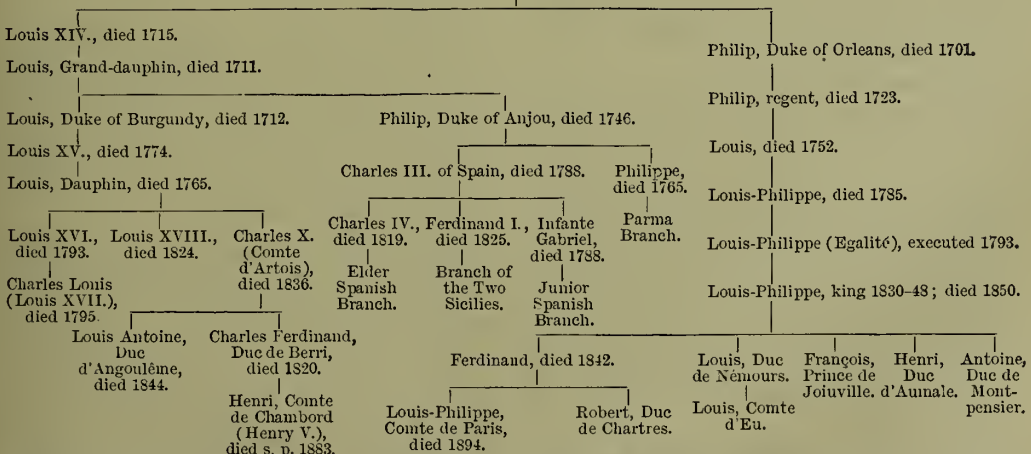 Louis XIV., died 1715.
Philip, Duke of Orleans, died 1701.
Louis, Grand-dauphin, died 1711.
Philip, regent, died 1723.
Louis, Duke of Burgundy, died 1712.
Philip, Duke of Anjou, died 1746.
Louis XV., died 1774.
Louis, died 1752.
Charles III. of Spain, died 1788.
Philippe,
died 1765.
Louis, Dauphin, died 1765.
Louis-Philippe, died 1785.
Louis XVI.,
died 1793.
Louis XVIII.,
died 1824.
Charles X.
(Comte
d'Artois),
died 1836.
Charles IV.,
died 1819.
Ferdinand I.,
died 1825.
Infante
Gabriel,
died 1788.
Parma
Branch.
Louis-Philippe (Egalité), executed 1793.
Charles Louis
(Louis XVII.),
died 1795.
Elder
Spanish
Branch.
Branch of
the Two
Sicilies.
Junior
Spanish
Branch.
Louis-Philippe, king 1830-48; died 1850.
Louis Antoine,
Duc
d'Angoulême,
died 1844.
Charles Ferdinand,
Duc de Berri,
died 1820.
Ferdinand, died 1842.
Louis, Duc
de Némours.
François,
Prince de
Joiuville.
Henri,
Duc
d'Aumale.
Antoine,
Duc de
Mont-
pensier.
Henri, Comte
de Chambord
(Henry V.),
died s. p. 1883.
Louis-Philippe,
Comte de Paris,
died 1894.
Robert, Duc
de Chartres.
Louis, Comte
d'Eu.